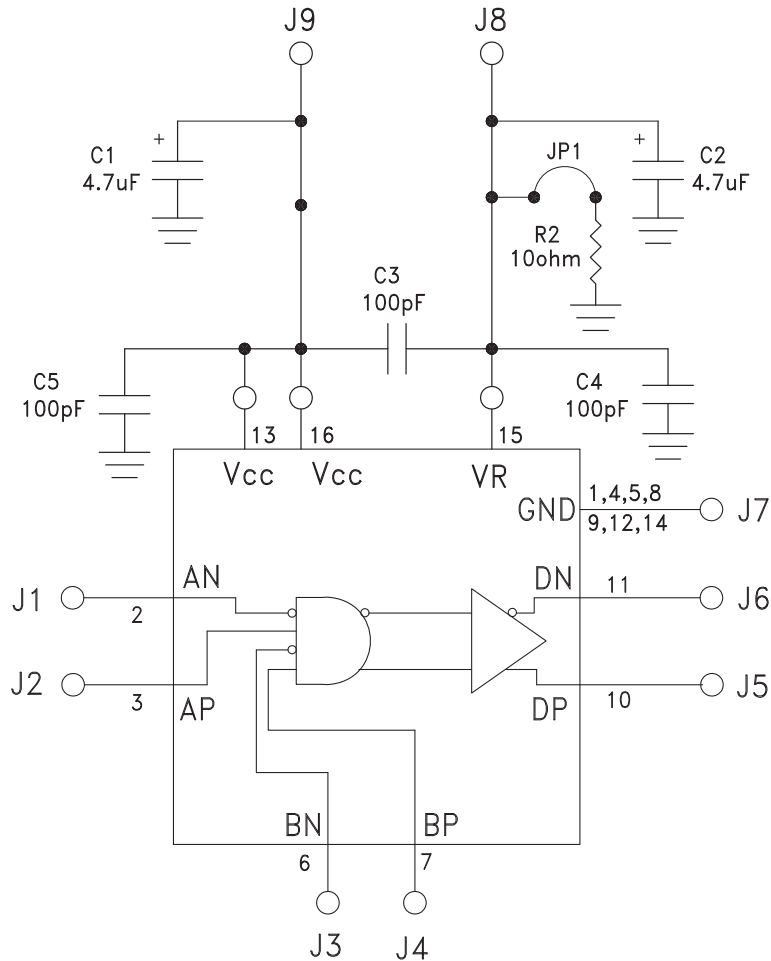 J9
J8
C1
4.7uF
+
JP1
+
C2
4.7uF
R2
10ohm
C3
100pF
C5
100pF
C4
100pF
13
16
15
Vcc
Vcc
VR
GND
1,4,5,8
9,12,14
J7
J1
2
AN
DN
11
J6
J2
3
AP
DP
10
J5
BN
BP
6
7
J3
J4